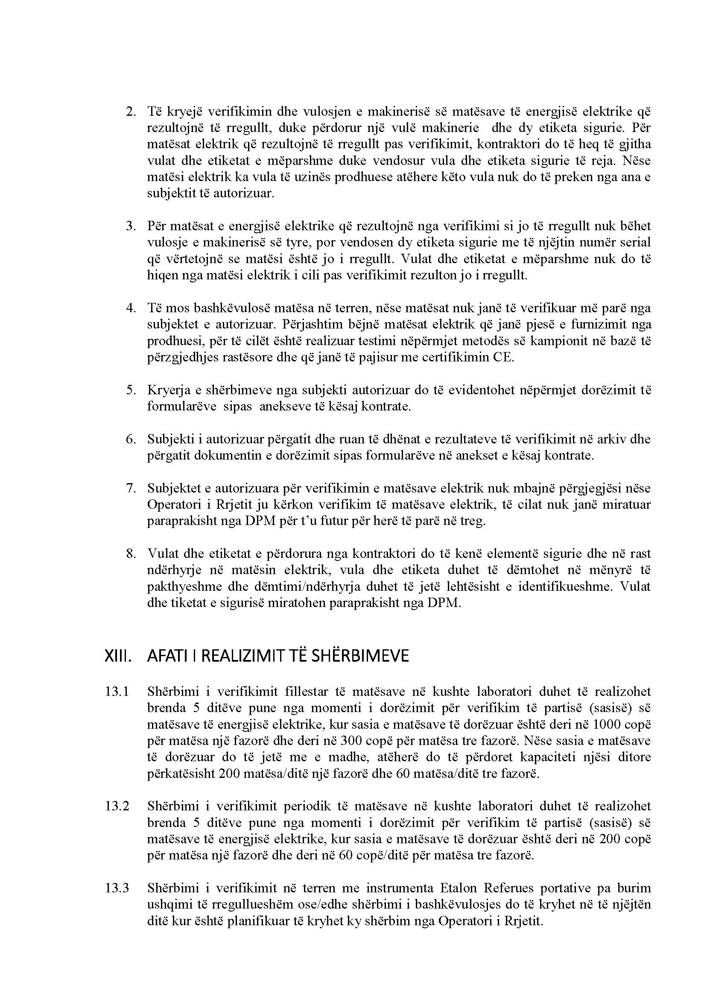 2. Të kryejë verifikimin dhe vulosjen e makinerisë së matësave të energjisë elektrike që
rezultojnë të rregullt, duke përdorur një vulë makinerie dhe dy etiketa sigurie. Për
matësat elektrik që rezultojnë të rregullt pas verifikimit, kontraktori do të heq të gjitha
vulat dhe etiketat e mëparshme duke vendosur vula dhe etiketa sigurie të reja. Nëse
matësi elektrik ka vula të uzinës prodhuese atëhere këto vula nuk do të preken nga ana e
subjektit të autorizuar.
3. Për matësat e energjisë elektrike që rezultojnë nga verifikimi si jo të rregullt nuk bëhet
vulosje e makinerisë së tyre, por vendosen dy etiketa sigurie me të njëjtin numër serial
që vërtetojnë se matësi është jo i rregullt. Vulat dhe etiketat e mëparshme nuk do të
hiqen nga matësi elektrik i cili pas verifikimit rezulton jo i rregullt.
4. Të mos bashkëvulosë matësa në terren, nëse matësat nuk janë të verifikuar më parë nga
subjektet e autorizuar. Përjashtim bëjnë matësat elektrik që janë pjesë e furnizimit nga
prodhuesi, për të cilët është realizuar testimi nëpërmjet metodës së kampionit në bazë të
përzgjedhjes rastësore dhe që janë të pajisur me certifikimin CE.
5. Kryerja e shërbimeve nga subjekti autorizuar do të evidentohet nëpërmjet dorëzimit të
formularëve sipas anekseve të kësaj kontrate.
6. Subjekti i autorizuar përgatit dhe ruan të dhënat e rezultateve të verifikimit në arkiv dhe
përgatit dokumentin e dorëzimit sipas formularëve në anekset e kësaj kontrate.
7. Subjektet e autorizuara për verifikimin e matësave elektrik nuk mbajnë përgjegjësi nëse
Operatori i Rrjetit ju kërkon verifikim të matësave elektrik, të cilat nuk janë miratuar
paraprakisht nga DPM për t’u futur për herë të parë në treg.
8. Vulat dhe etiketat e përdorura nga kontraktori do të kenë elementë sigurie dhe në rast
ndërhyrje në matësin elektrik, vula dhe etiketa duhet të dëmtohet në mënyrë të
pakthyeshme dhe dëmtimi/ndërhyrja duhet të jetë lehtësisht e identifikueshme. Vulat
dhe tiketat e sigurisë miratohen paraprakisht nga DPM.
XIII. AFATI I REALIZIMIT TË SHËRBIMEVE
13.1 Shërbimi i verifikimit fillestar të matësave në kushte laboratori duhet të realizohet
brenda 5 ditëve pune nga momenti i dorëzimit për verifikim të partisë (sasisë) së
matësave të energjisë elektrike, kur sasia e matësave të dorëzuar është deri në 1000 copë
për matësa një fazorë dhe deri në 300 copë për matësa tre fazorë. Nëse sasia e matësave
të dorëzuar do të jetë me e madhe, atëherë do të përdoret kapaciteti njësi ditore
përkatësisht 200 matësa/ditë një fazorë dhe 60 matësa/ditë tre fazorë.
13.2 Shërbimi i verifikimit periodik të matësave në kushte laboratori duhet të realizohet
brenda 5 ditëve pune nga momenti i dorëzimit për verifikim të partisë (sasisë) së
matësave të energjisë elektrike, kur sasia e matësave të dorëzuar është deri në 200 copë
për matësa një fazorë dhe deri në 60 copë/ditë për matësa tre fazorë.
13.3 Shërbimi i verifikimit në terren me instrumenta Etalon Referues portative pa burim
ushqimi të rregullueshëm ose/edhe shërbimi i bashkëvulosjes do të kryhet në të njëjtën
ditë kur është planifikuar të kryhet ky shërbim nga Operatori i Rrjetit.